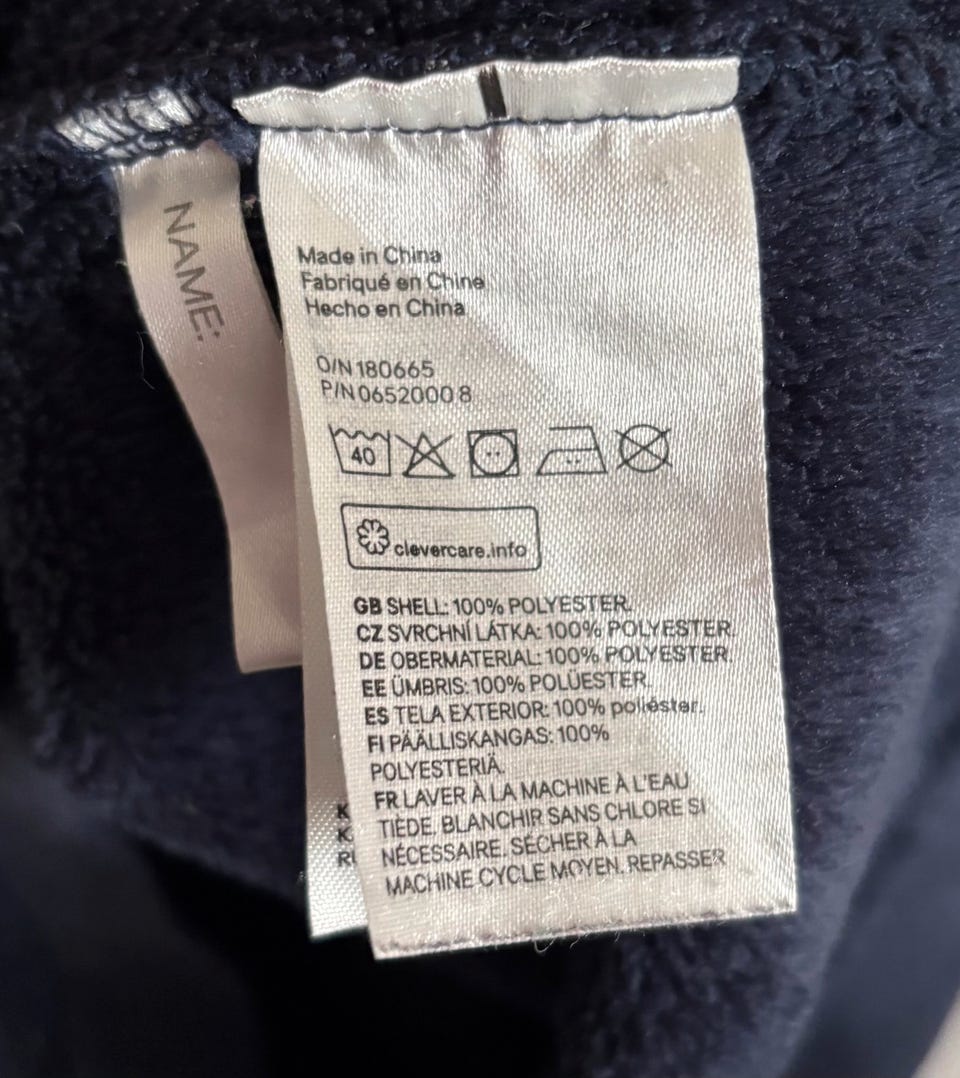 NAME:
Made in China
Fabriqué en Chine
Hecho en China
O/N 180665
P/N 0652000 8
40
clevercare.info
GB SHELL: 100% POLYESTER.
CZ SVRCHNÍ LÁTKA: 100% POLYESTER.
DE OBERMATERIAL: 100% POLYESTER.
EE ÜMBRIS: 100% POLÜESTER.
ES TELA EXTERIOR: 100% poliéster.
FI PÄÄLLISKANGAS: 100%
POLYESTERIÄ.
FR LAVER À LA MACHINE À L'EAU
TIÈDE. BLANCHIR SANS CHLORE SI
NÉCESSAIRE. SÉCHER À LA
MACHINE CYCLE MOYEN. REPASSER